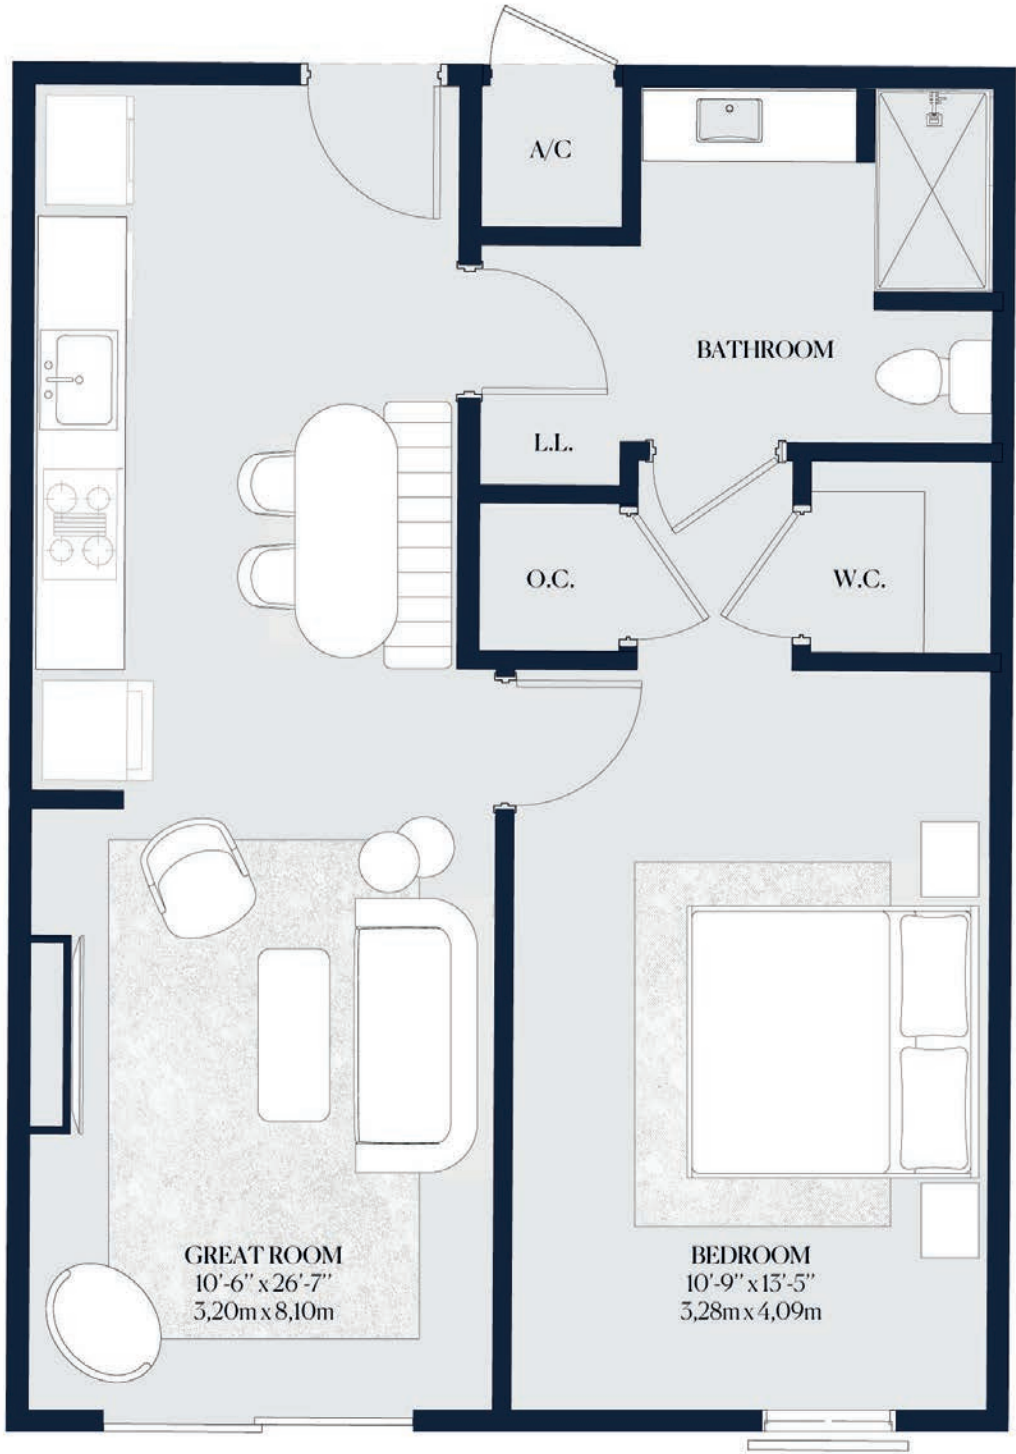 A/C
BATHROOM
L.L.
O.C.
W.C.
GREAT ROOM
10'-6" x 26'-7"
3,20m x 8,10m
BEDROOM
10'-9" x 13'-5"
3,28m x 4,09m